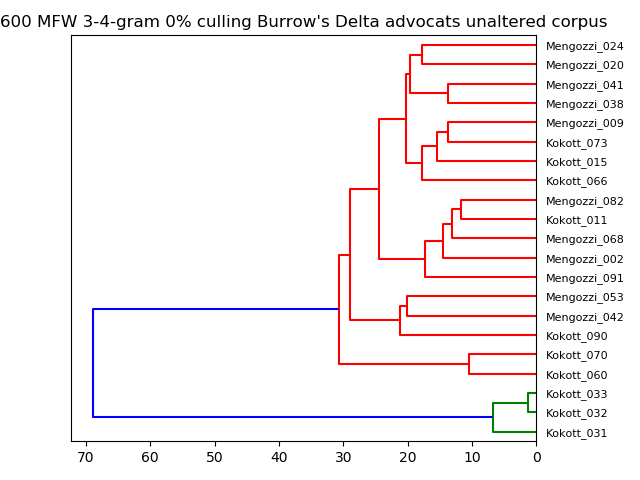 600 MFW 3-4-gram 0% culling Burrow's Delta advocats unaltered corpus
Mengozzi_024
Mengozzi_020
Mengozzi_041
Mengozzi_038
Mengozzi_009
Kokott_073
Kokott_015
Kokott_066
Mengozzi_082
Kokott_011
Mengozzi_068
Mengozzi_002
Mengozzi_091
Mengozzi_053
Mengozzi_042
Kokott_090
Kokott_070
Kokott_060
Kokott_033
Kokott_032
Kokott_031
70 60 50 40 30 20 10 0